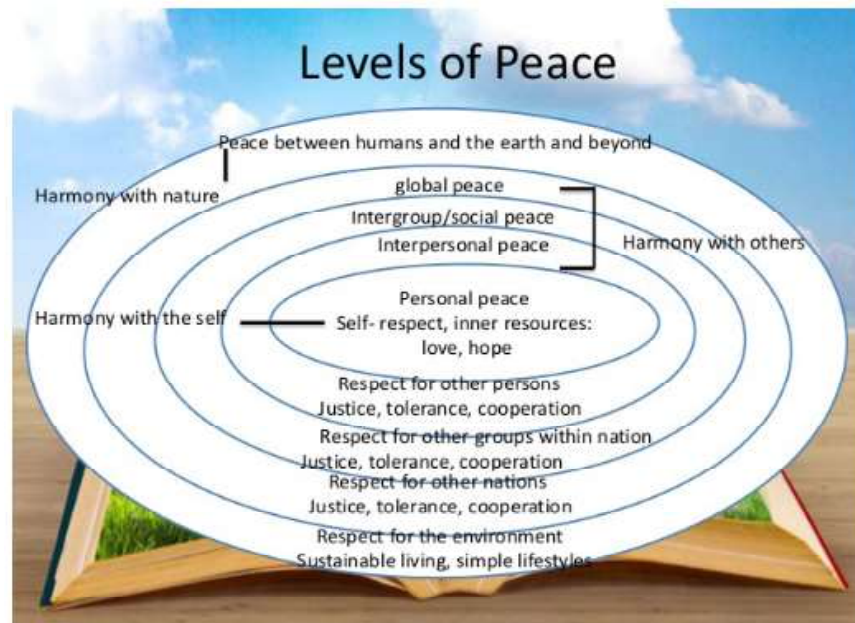 Levels of Peace
Peace between humans and the earth and beyond
Harmony with nature
global peace
Intergroup/social peace
Interpersonal peace
Harmony with others
Personal peace
Harmony with the self
Self- respect, inner resources:
love, hope
Respect for other persons
Justice, tolerance, cooperation
Respect for other groups within nation
Justice, tolerance, cooperation
Respect for other nations
Justice, tolerance, cooperation
Respect for the environment
Sustainable living, simple lifestyles